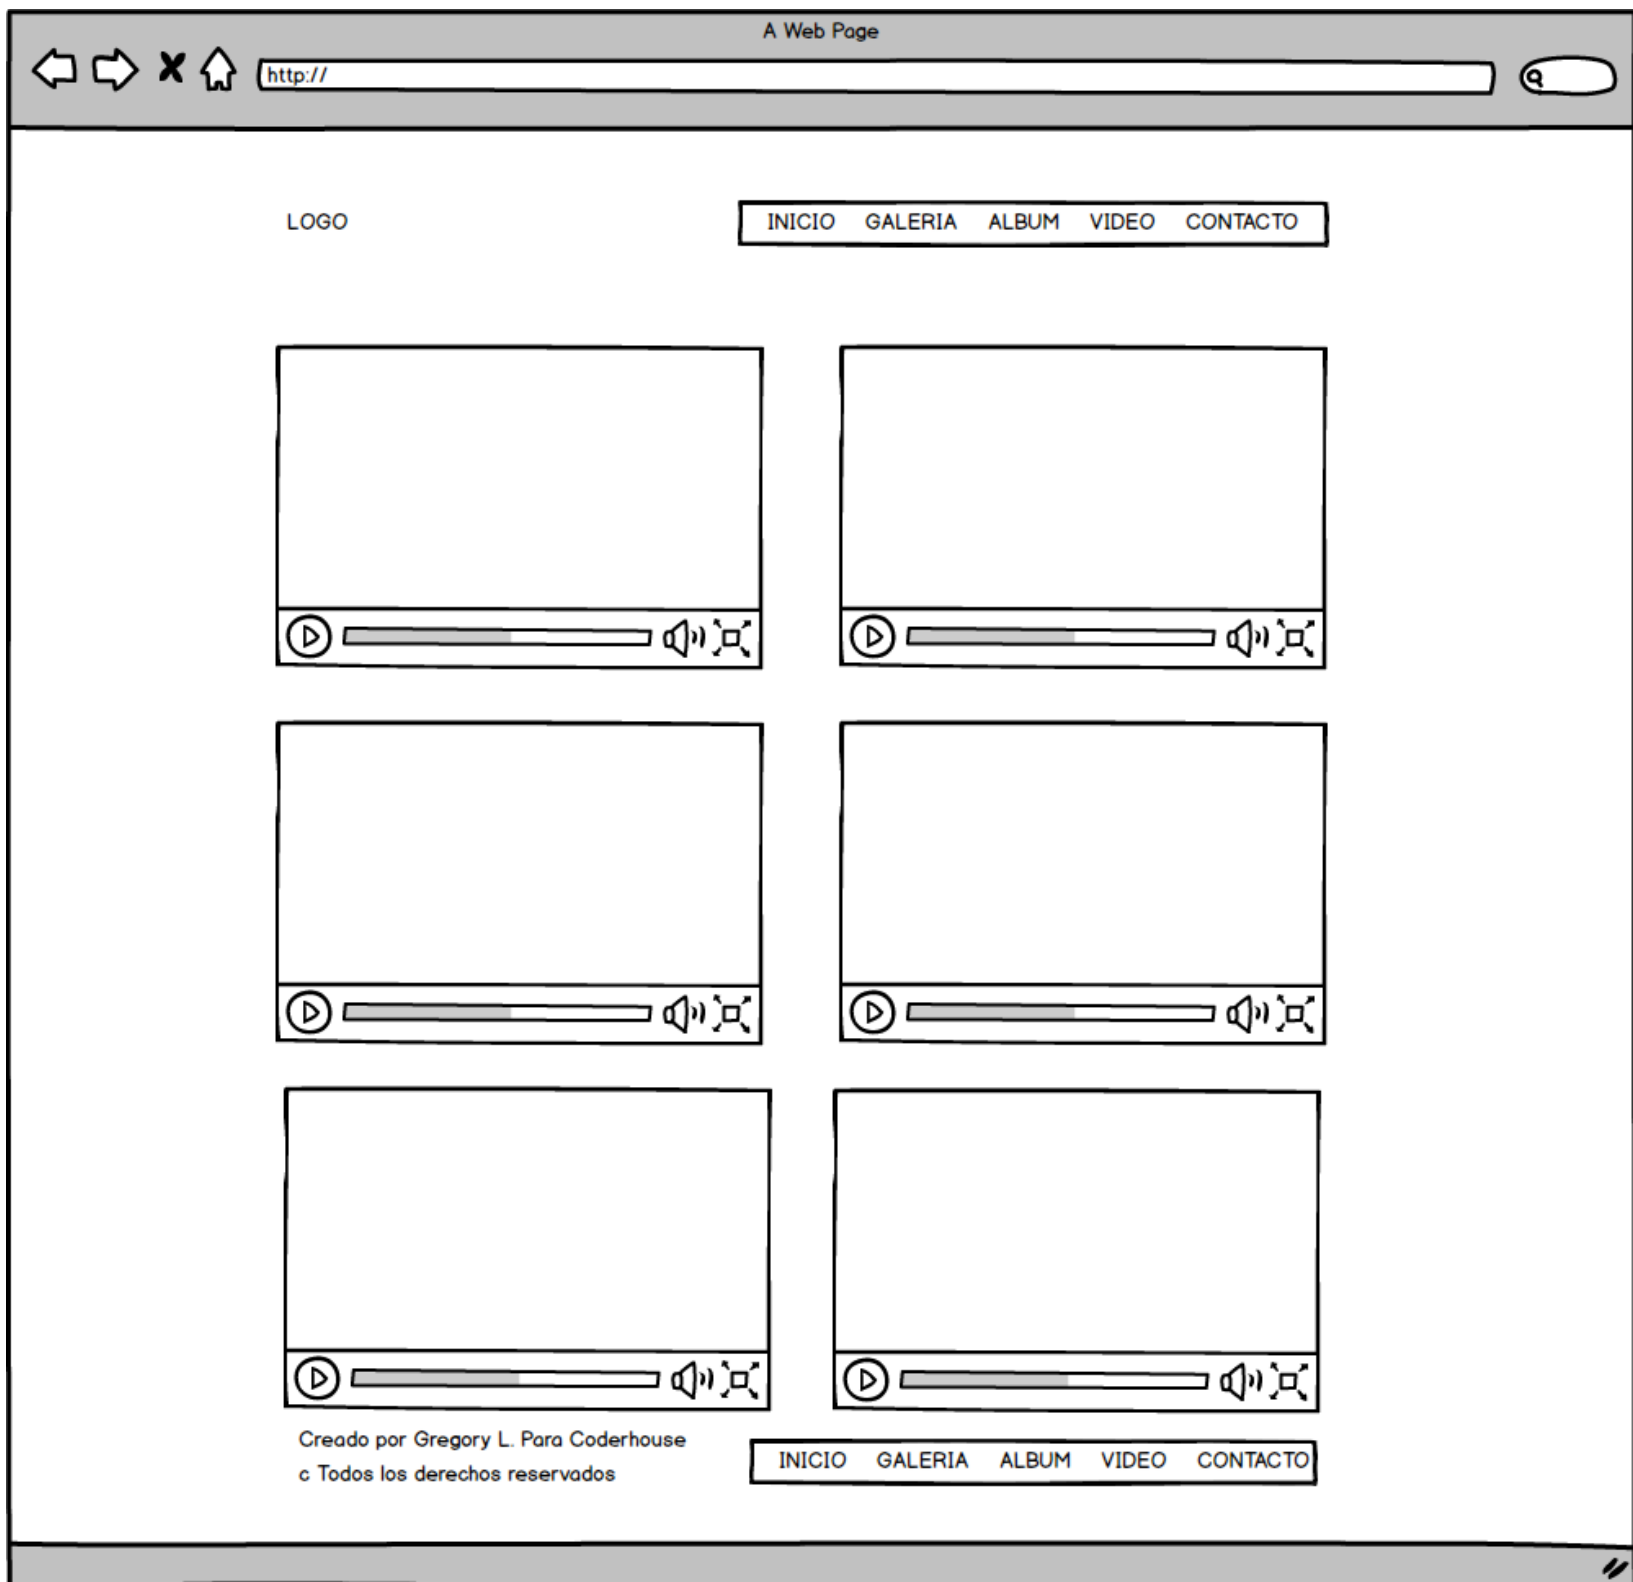 A Web Page
http://
LOGO
INICIO GALERIA ALBUM VIDEO CONTACTO
Creado por Gregory L. Para Coderhouse
c Todos los derechos reservados
INICIO GALERIA ALBUM VIDEO CONTACTO